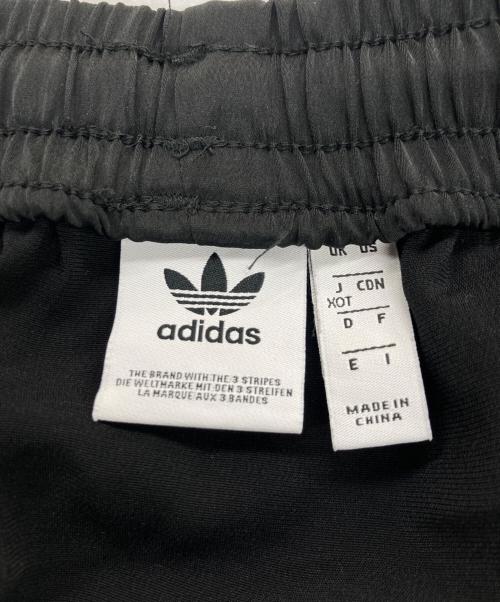 adidas
THE BRAND WITH THE 3 STRIPES
DIE WELTMARKE MIT DEN 3 STREIFEN
LA MARQUE AUX 3 BANDES
UK US
J CDN
XOT
D F
E I
MADE IN
CHINA